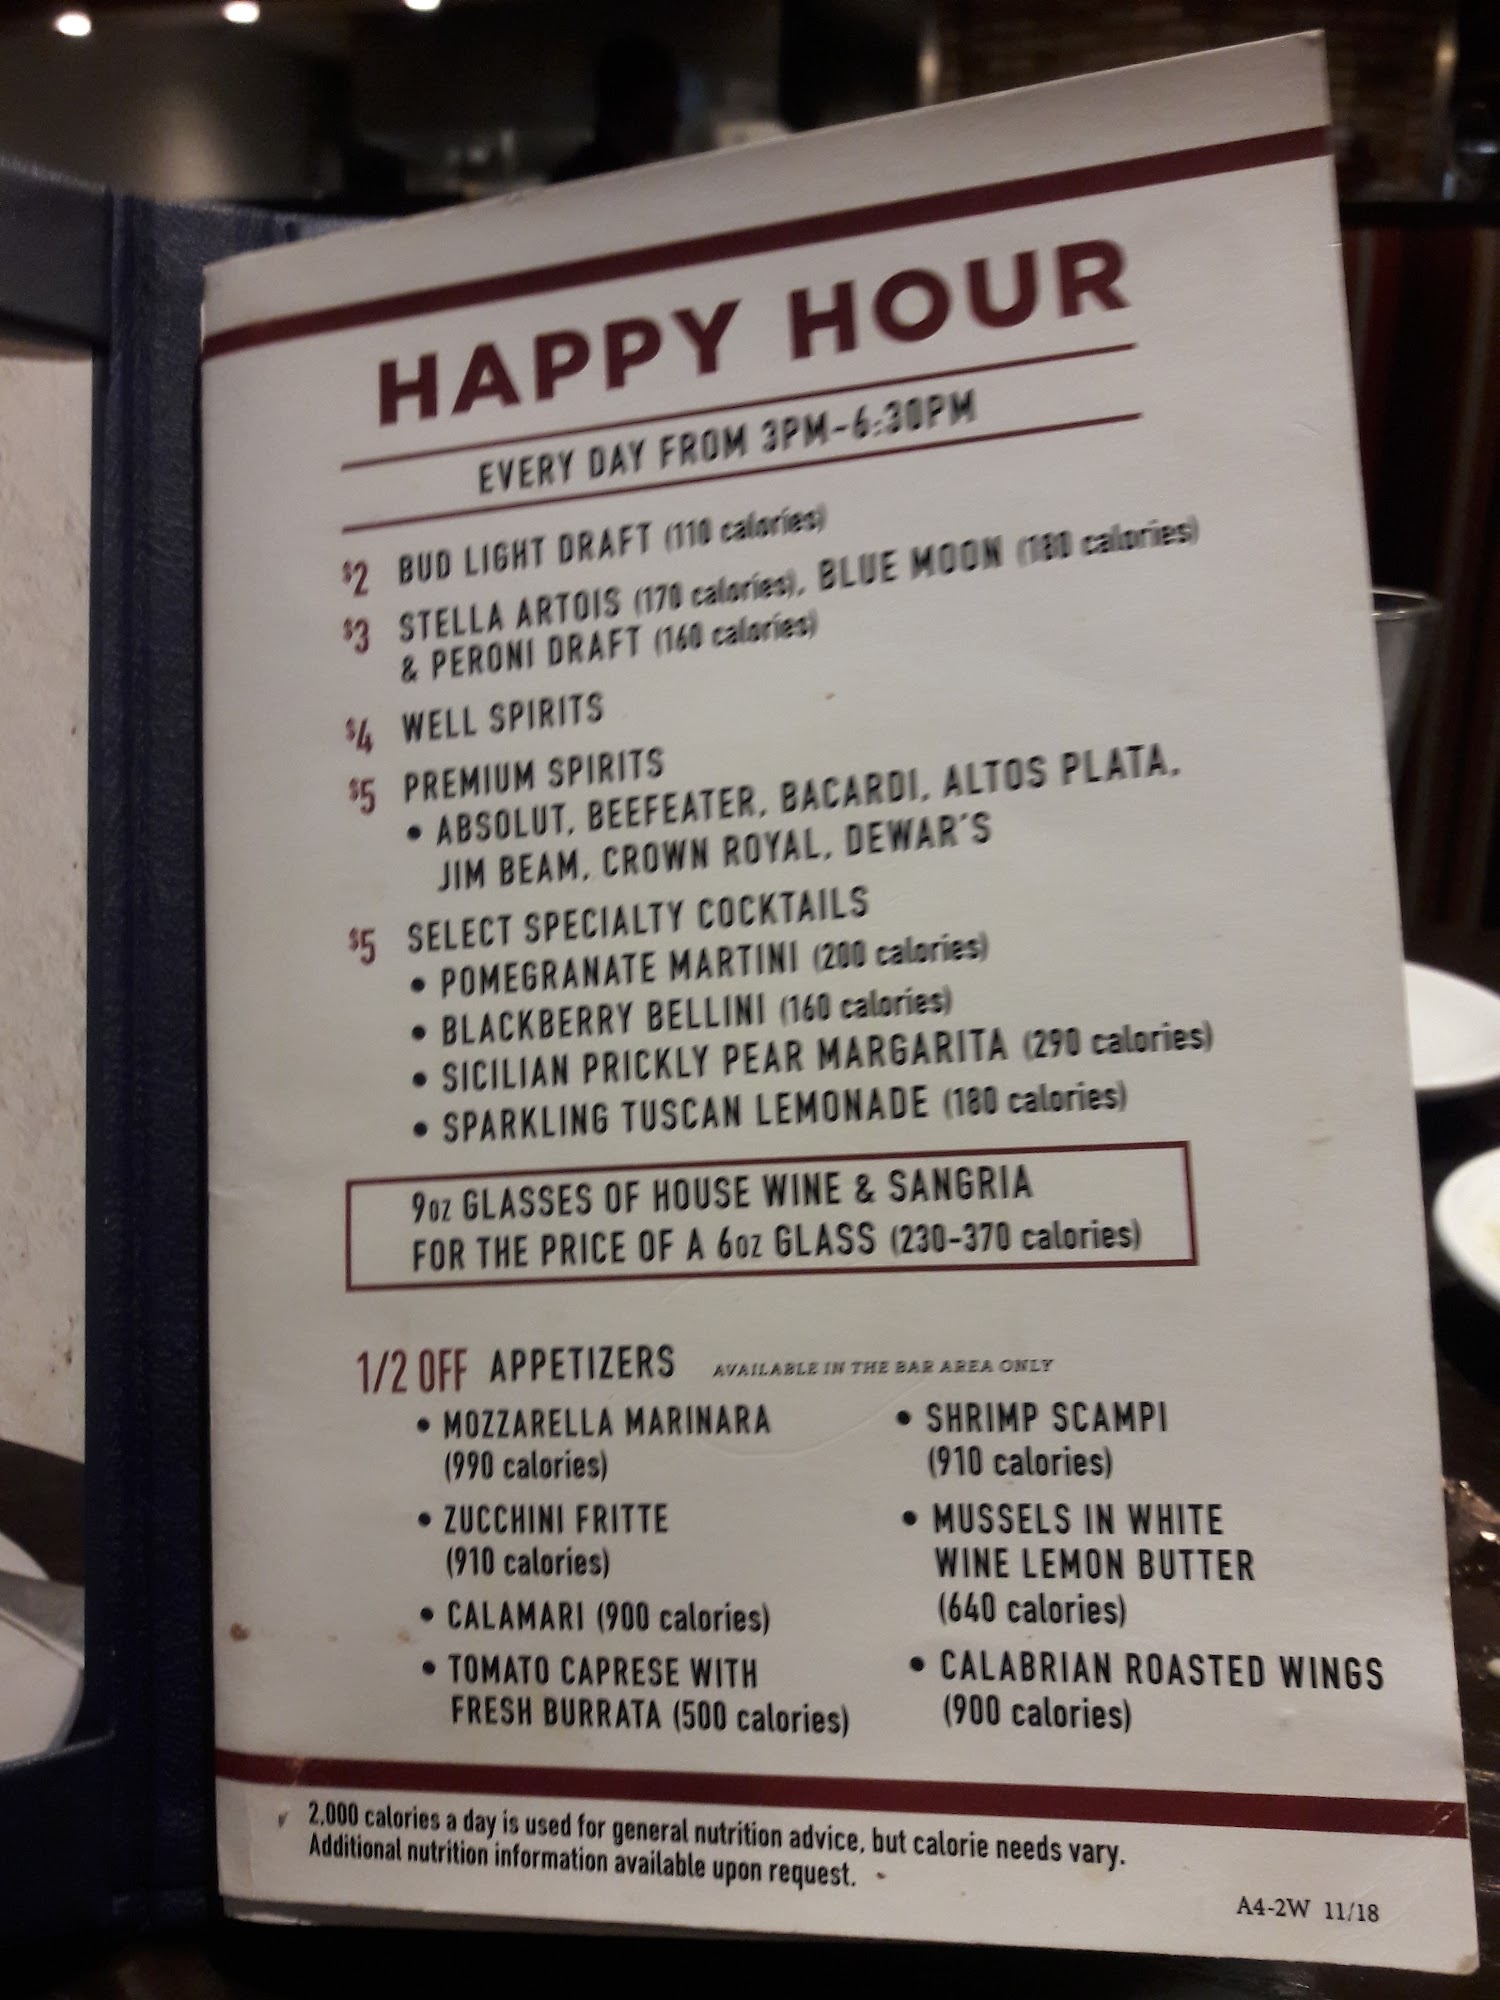 HAPPY HOUR
EVERY DAY FROM 3PM-6:30PM
$2 BUD LIGHT DRAFT (110 calories)
$3 STELLA ARTOIS (170 calories), BLUE MOON (180 calories)
& PERONI DRAFT (160 calories)
$4 WELL SPIRITS
$5 PREMIUM SPIRITS
• ABSOLUT, BEEFEATER, BACARDI, ALTOS PLATA,
JIM BEAM, CROWN ROYAL, DEWAR'S
$5 SELECT SPECIALTY COCKTAILS
• POMEGRANATE MARTINI (200 calories)
• BLACKBERRY BELLINI (160 calories)
• SICILIAN PRICKLY PEAR MARGARITA (290 calories)
• SPARKLING TUSCAN LEMONADE (180 calories)
9oz GLASSES OF HOUSE WINE & SANGRIA
FOR THE PRICE OF A 6oz GLASS (230-370 calories)
1/2 OFF APPETIZERS AVAILABLE IN THE BAR AREA ONLY
• MOZZARELLA MARINARA
(990 calories)
• ZUCCHINI FRITTE
(910 calories)
• CALAMARI (900 calories)
• TOMATO CAPRESE WITH
FRESH BURRATA (500 calories)
• SHRIMP SCAMPI
(910 calories)
• MUSSELS IN WHITE
WINE LEMON BUTTER
(640 calories)
• CALABRIAN ROASTED WINGS
(900 calories)
2,000 calories a day is used for general nutrition advice, but calorie needs vary.
Additional nutrition information available upon request.
A4-2W 11/18